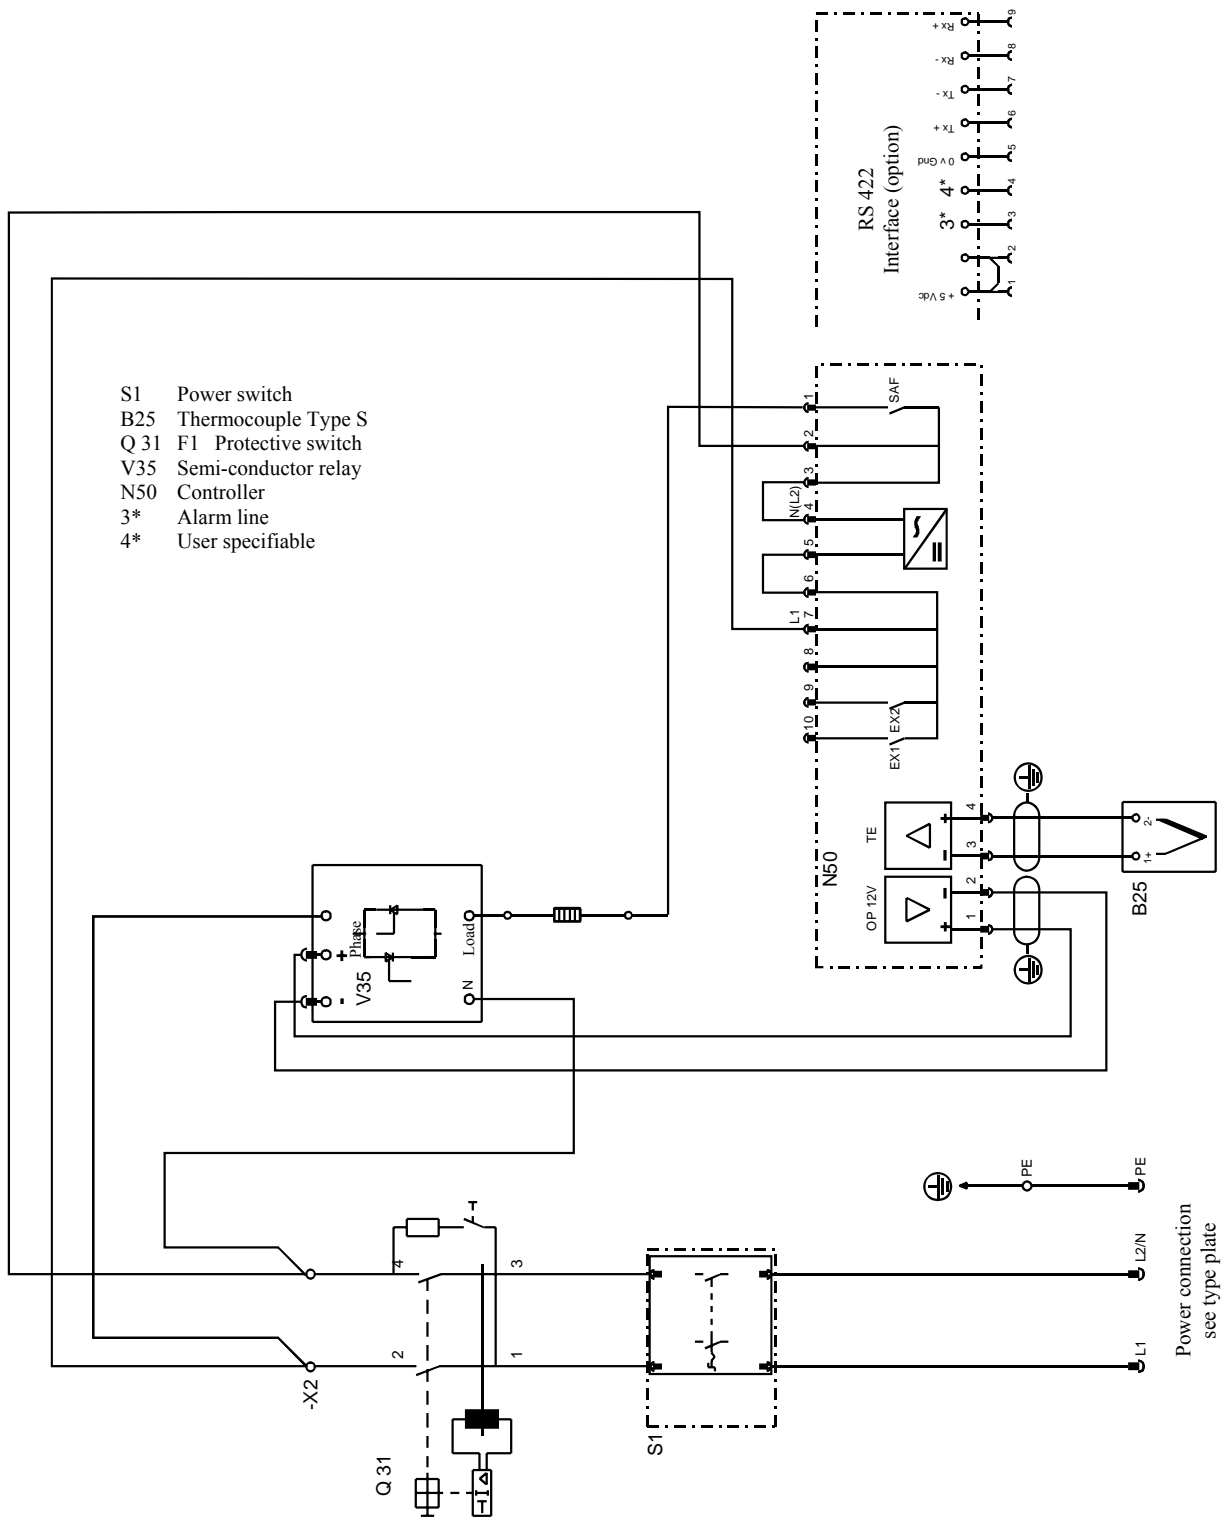 Rx +
9
Rx -
8
Tx -
7
Tx +
6
0 v Gnd
5
4*
4
3*
3
2
+ 5 Vdc
1
RS 422
Interface (option)
S1 Power switch
B25 Thermocouple Type S
Q 31 F1 Protective switch
V35 Semi-conductor relay
N50 Controller
3* Alarm line
4* User specifiable
1
SAF
2
3
N(L2)
4
5
6
L1
7
8
9
EX2
10
EX1
N50
TE
4
+
3
-
OP 12V
2
-
1
+
2-
1+
B25
Phase
+
-
V35
Load
N
PE
PE
4
3
2
1
-X2
Q 31
S1
L2/N
L1
Power connection
see type plate